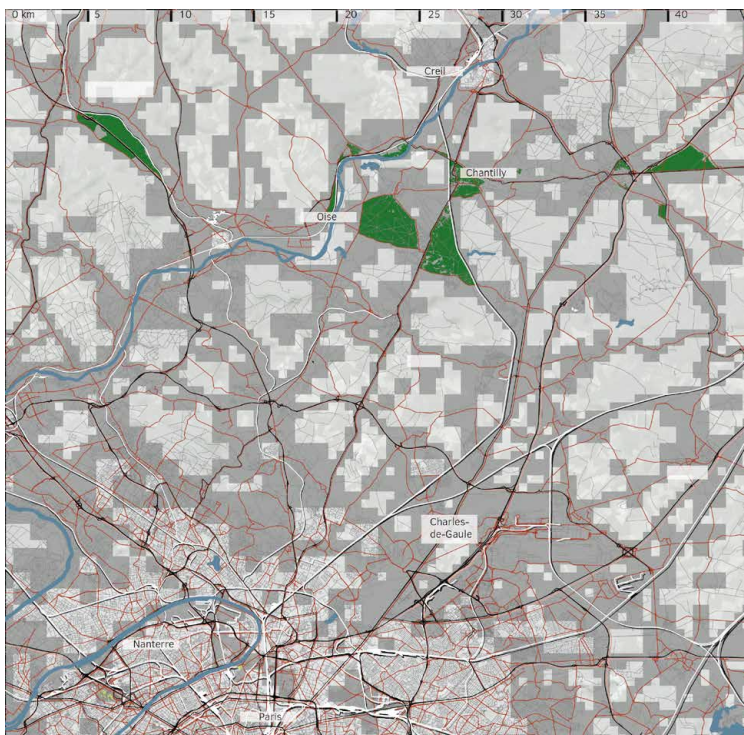 0 km 5 10 15 20 25 30 35 40
Creil
Chantilly
Oise
Charles-
de-Gaule
Nanterre
Paris